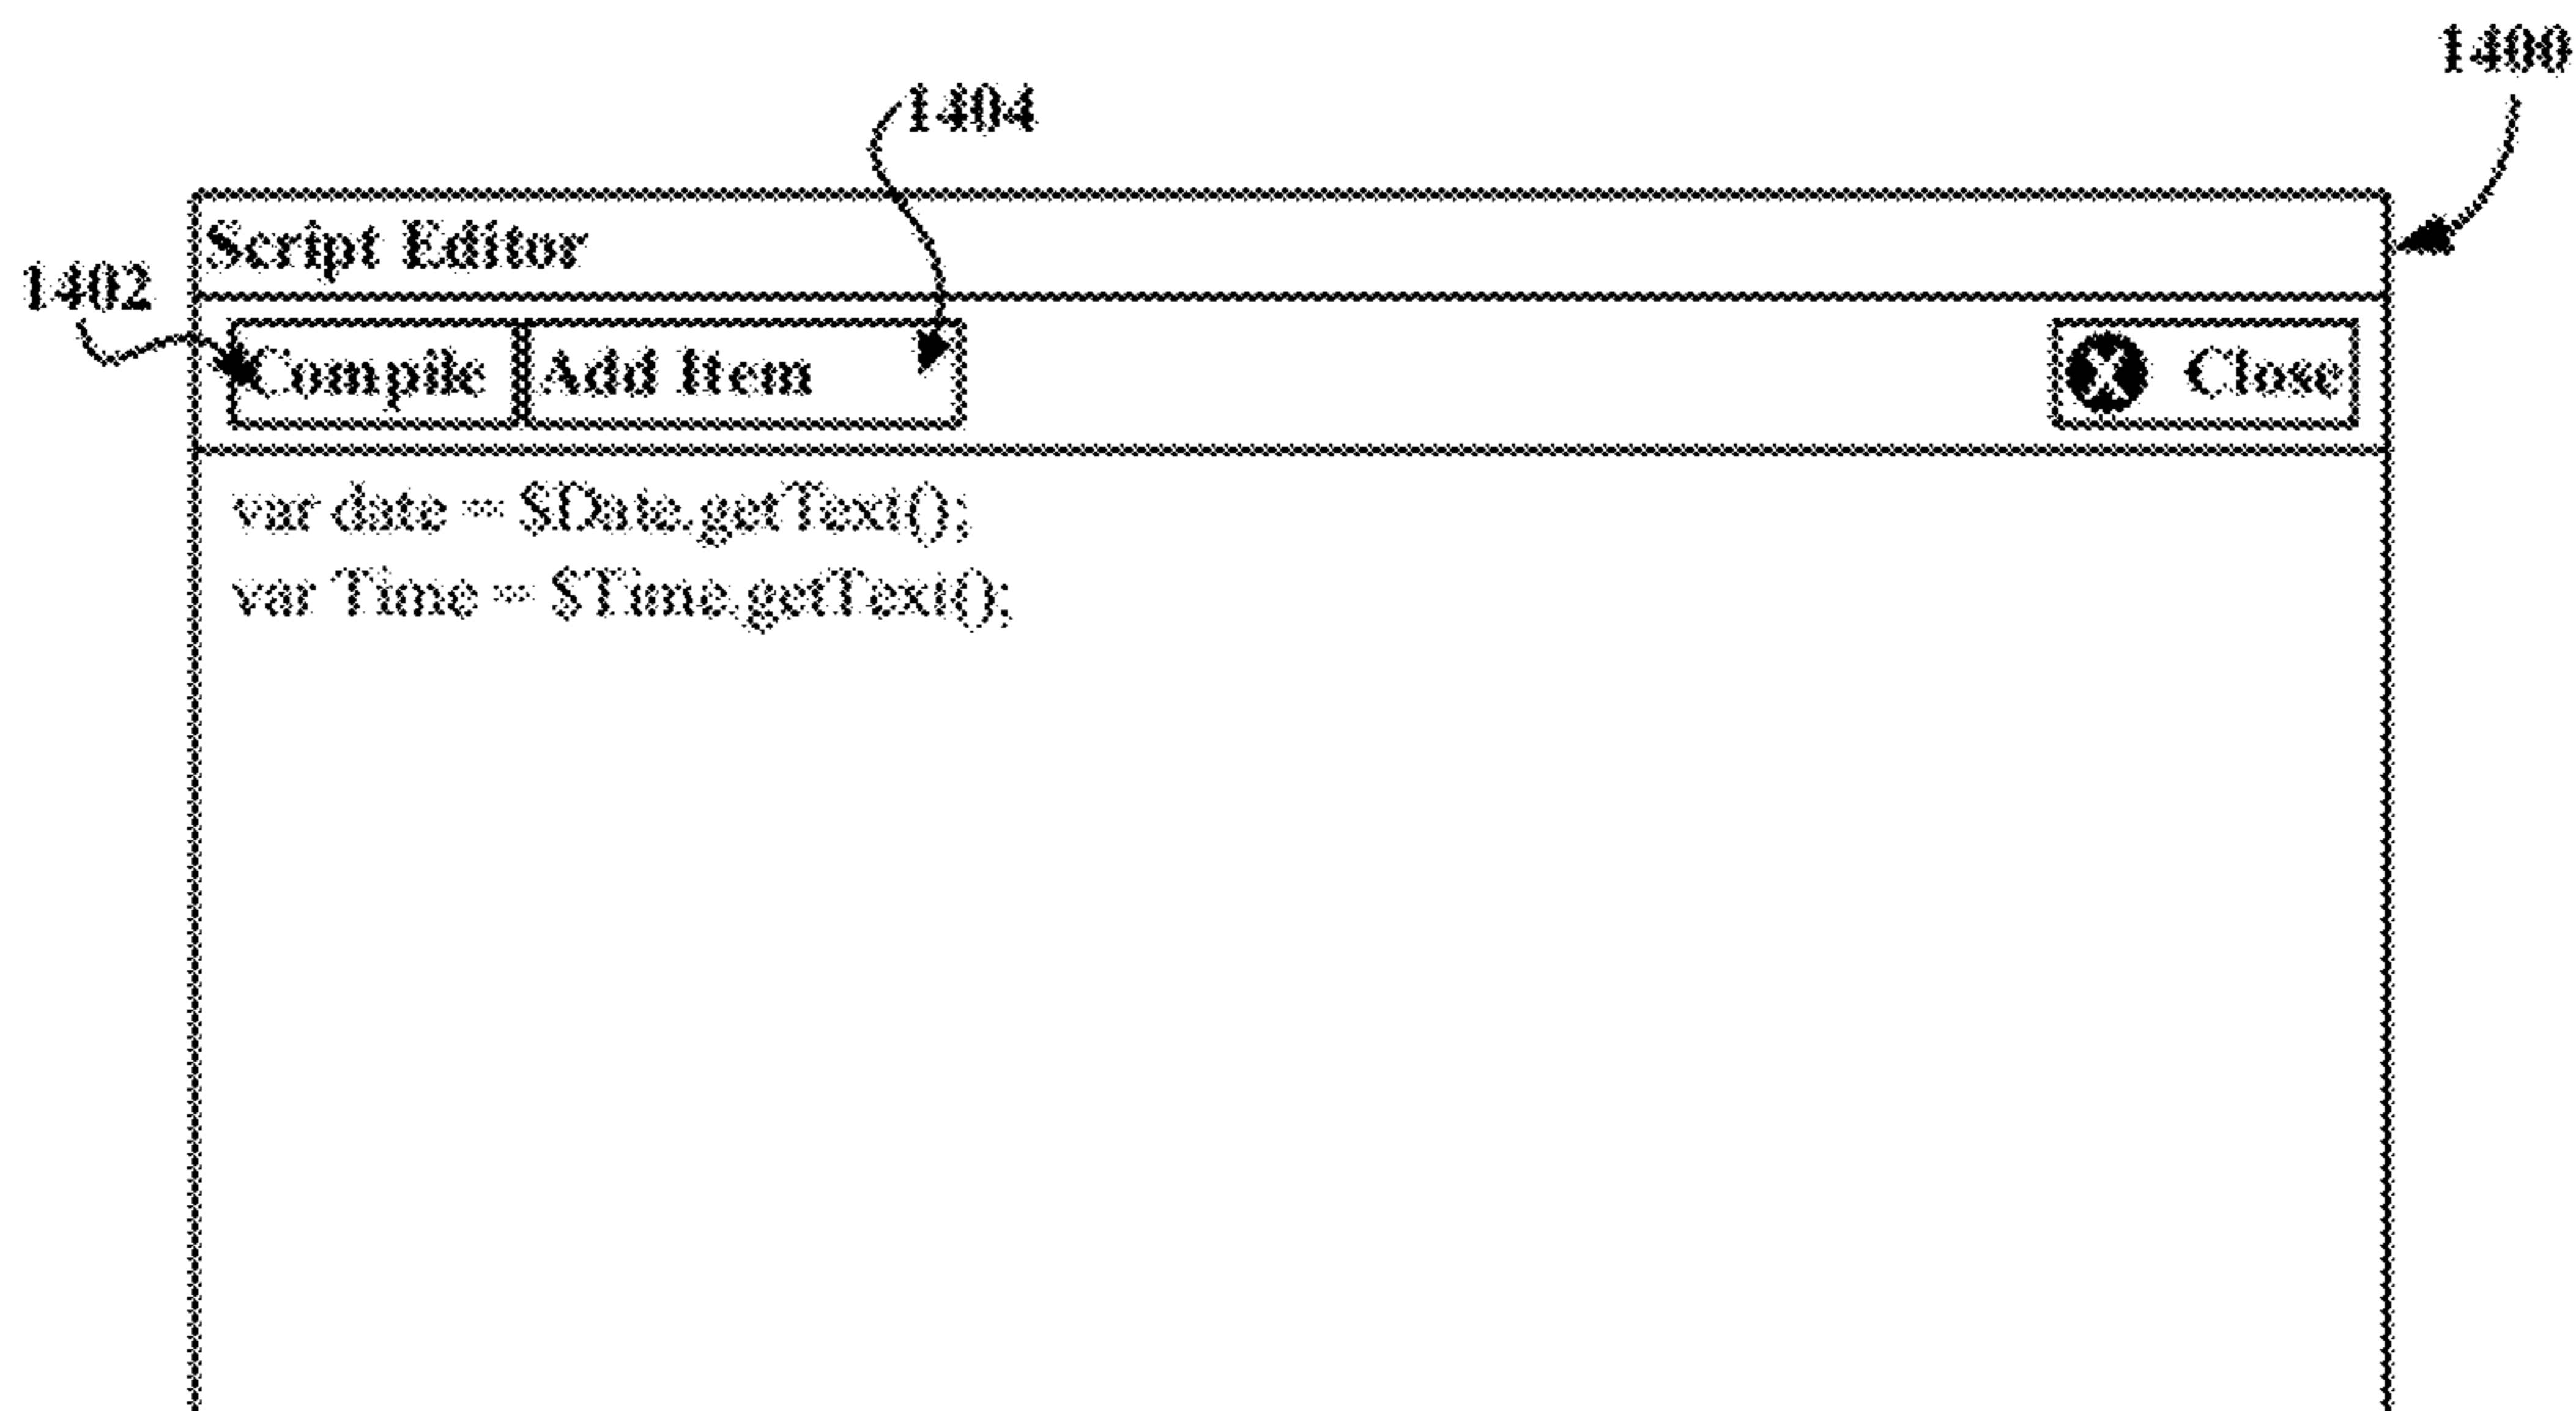 1400
1404
Script Editor
1402
Compile Add Item X Close
var date = $Date.getText();
var Time = $Time.getText();